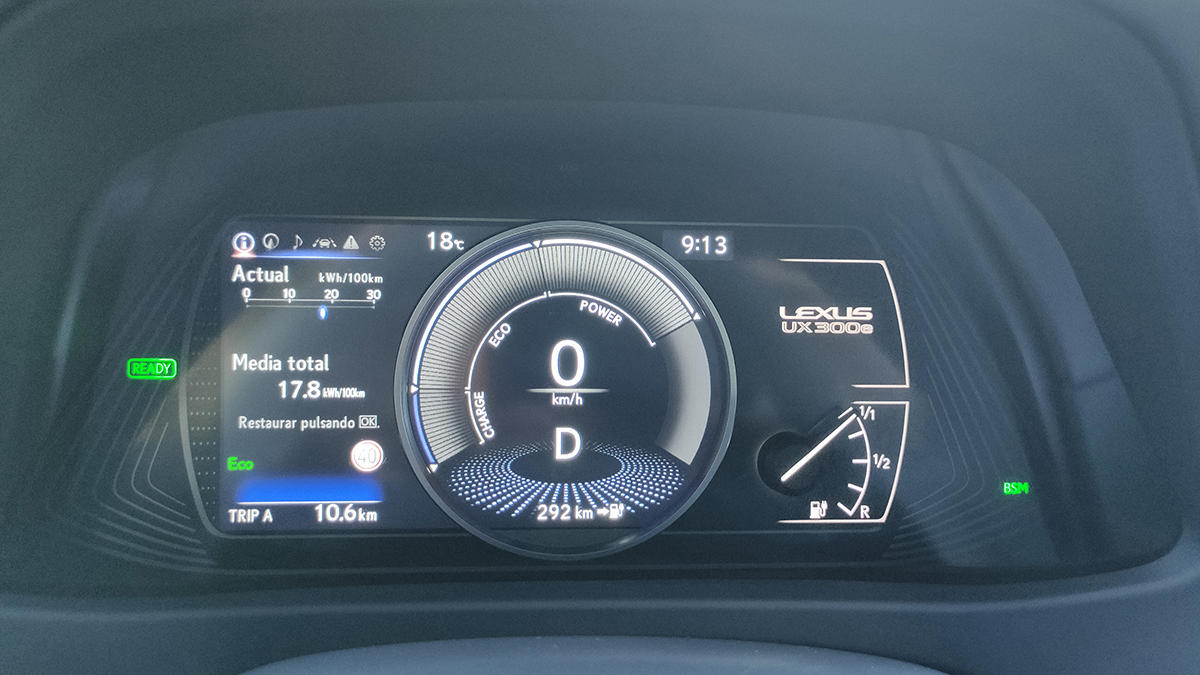 18°C
9:13
Actual kWh/100km
0 10 20 30
Media total
17.8 kWh/100km
Restaurar pulsando OK.
Eco
40
TRIP A 10.6 km
READY
CHARGE
ECO
POWER
0
km/h
D
292 km
LEXUS
UX 300e
1/1
1/2
R
BSM